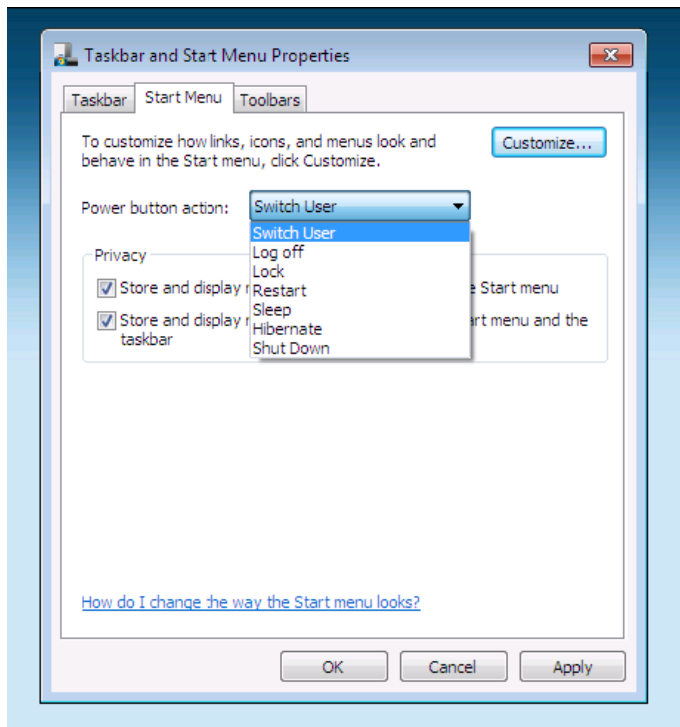 Taskbar and Start Menu Properties
Taskbar Start Menu Toolbars
To customize how links, icons, and menus look and
behave in the Start menu, click Customize.
Customize...
Power button action:
Switch User
Switch User
Log off
Lock
Restart
Sleep
Hibernate
Shut Down
Privacy
Store and display Start menu
Store and display menu and the
taskbar
How do I change the way the Start menu looks?
OK Cancel Apply